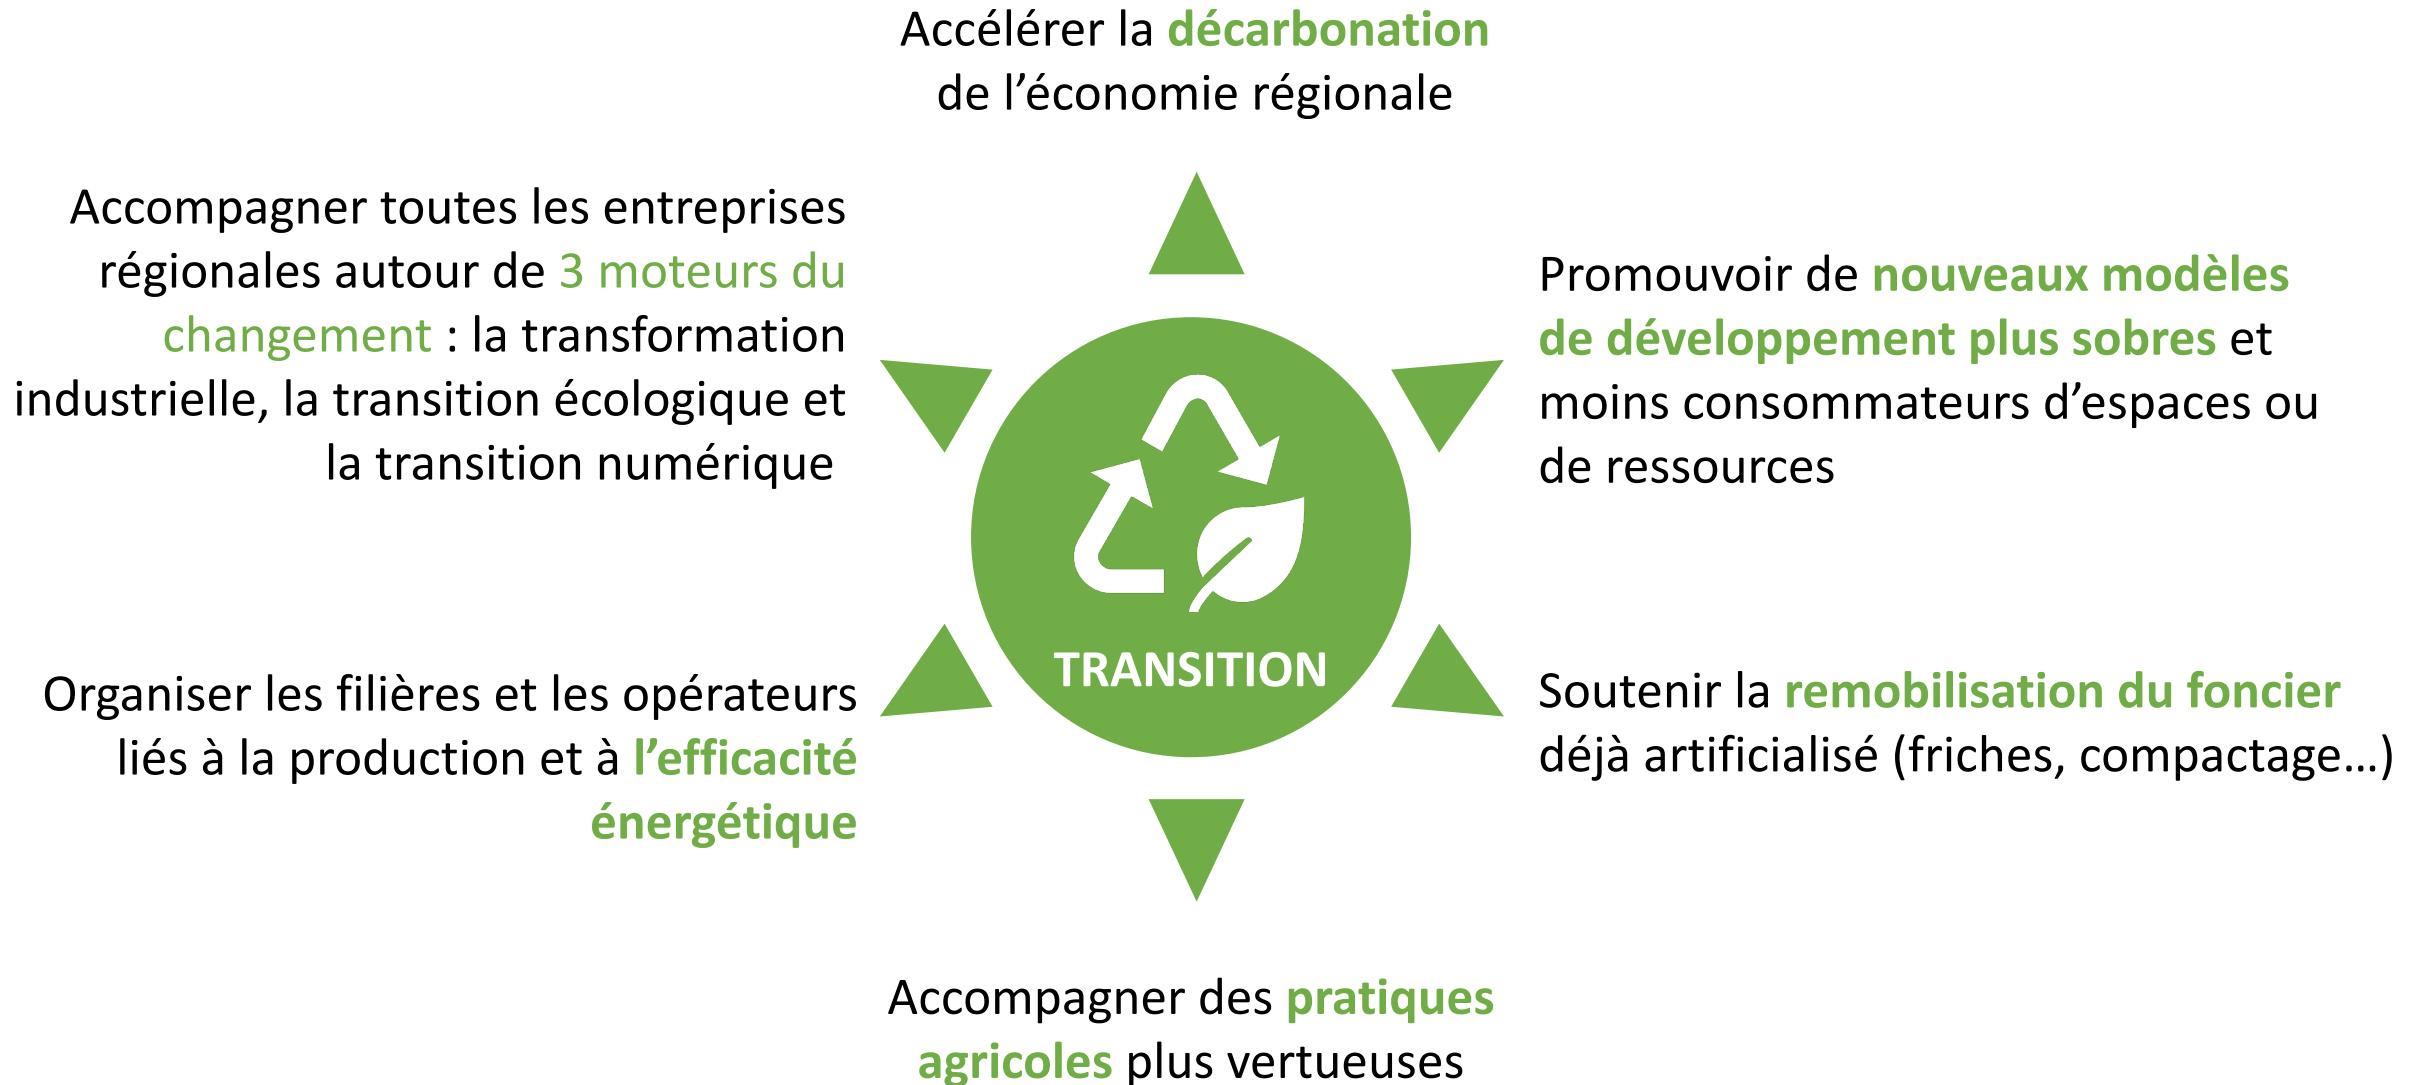 Accélérer la décarbonation
de l’économie régionale
Accompagner toutes les entreprises
régionales autour de 3 moteurs du
changement : la transformation
industrielle, la transition écologique et
la transition numérique
Promouvoir de nouveaux modèles
de développement plus sobres et
moins consommateurs d’espaces ou
de ressources
TRANSITION
Organiser les filières et les opérateurs
liés à la production et à l’efficacité
énergétique
Soutenir la remobilisation du foncier
déjà artificialisé (friches, compactage…)
Accompagner des pratiques
agricoles plus vertueuses